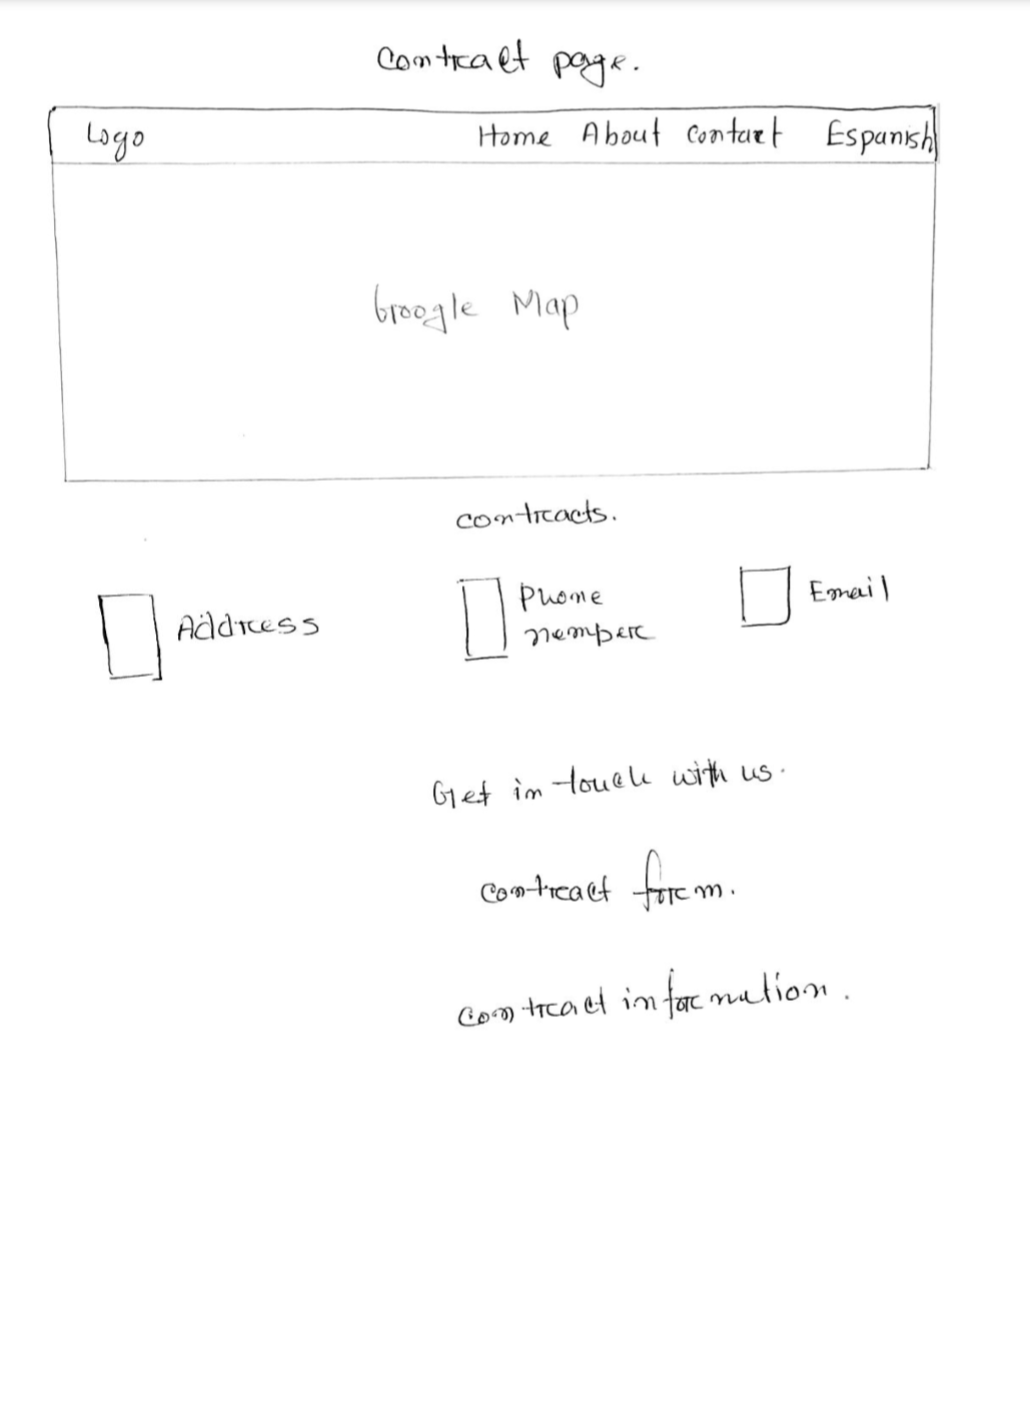 Contract page.
Logo Home About Contact Espanish
Google Map
contracts.
Address
Phone
nemper
Email
Get in touch with us.
contract form.
contract information.